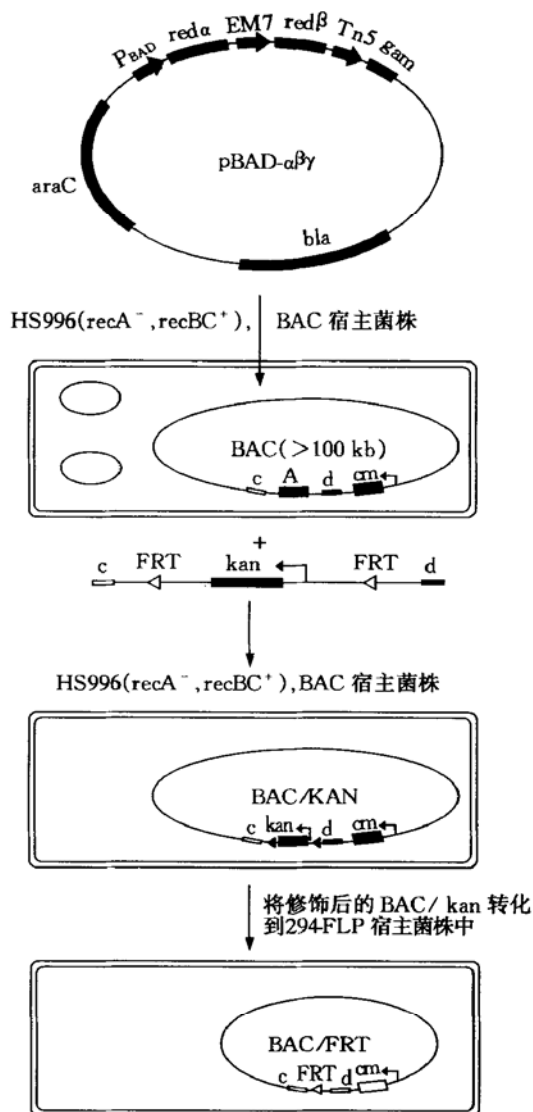 P_BAD redα EM7 redβ Tn5 gam
pBAD-αβγ
araC
bla
HS996(recA⁻,recBC⁺), BAC 宿主菌株
BAC(>100 kb)
c A d cm
+
c FRT kan FRT d
HS996(recA⁻,recBC⁺),BAC 宿主菌株
BAC/KAN
c kan d cm
将修饰后的 BAC/ kan 转化
到294-FLP 宿主菌株中
BAC/FRT
c FRT d cm